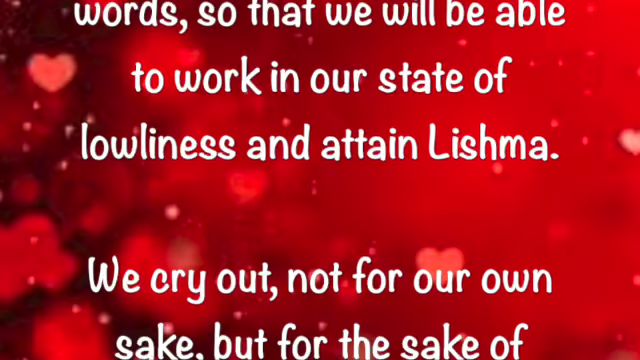 words, so that we will be able
to work in our state of
lowliness and attain Lishma.
We cry out, not for our own
sake, but for the sake of